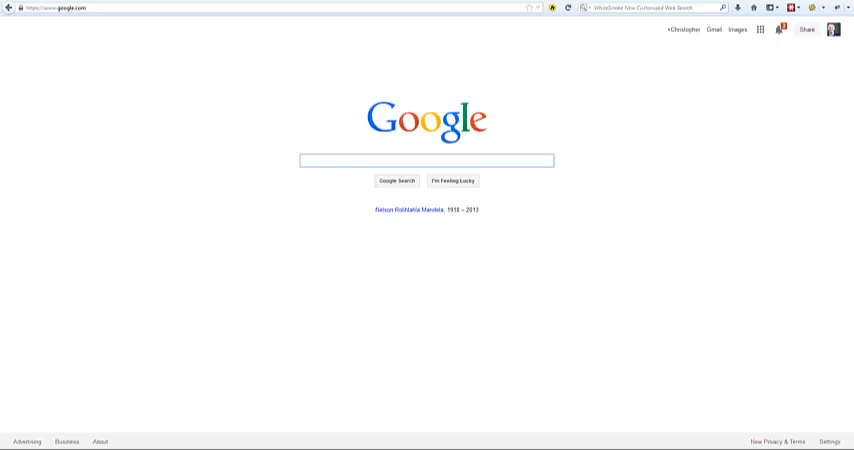 https://www.google.com
WhiteSmoke New Customized Web Search
+Christopher Gmail Images 3 Share
Google
Google Search I'm Feeling Lucky
Nelson Rolihlahla Mandela, 1918 – 2013
Advertising Business About New Privacy & Terms Settings